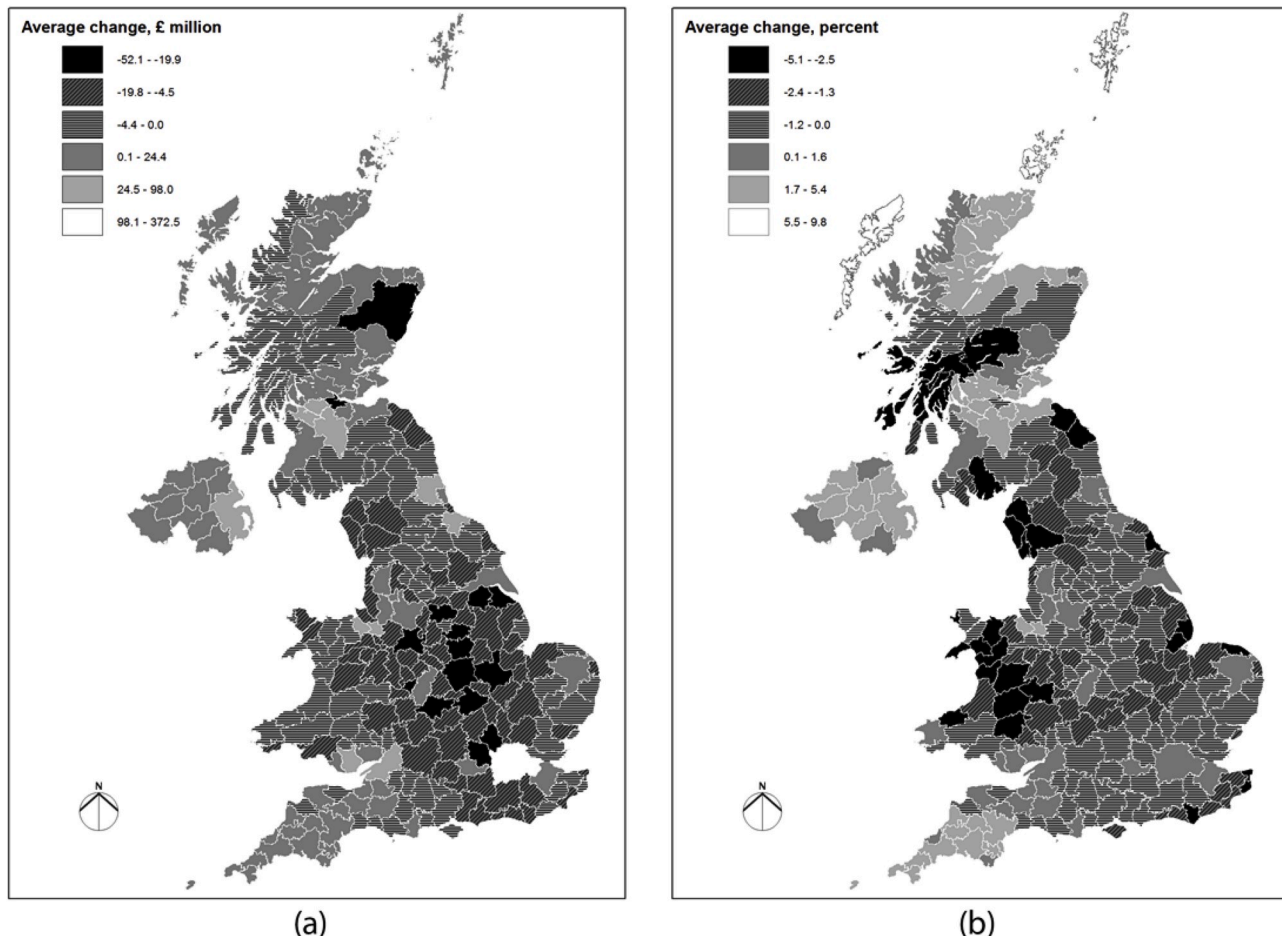 Average change, £ million
-52.1 - -19.9
-19.8 - -4.5
-4.4 - 0.0
0.1 - 24.4
24.5 - 98.0
98.1 - 372.5
N
(a)
Average change, percent
-5.1 - -2.5
-2.4 - -1.3
-1.2 - 0.0
0.1 - 1.6
1.7 - 5.4
5.5 - 9.8
N
(b)